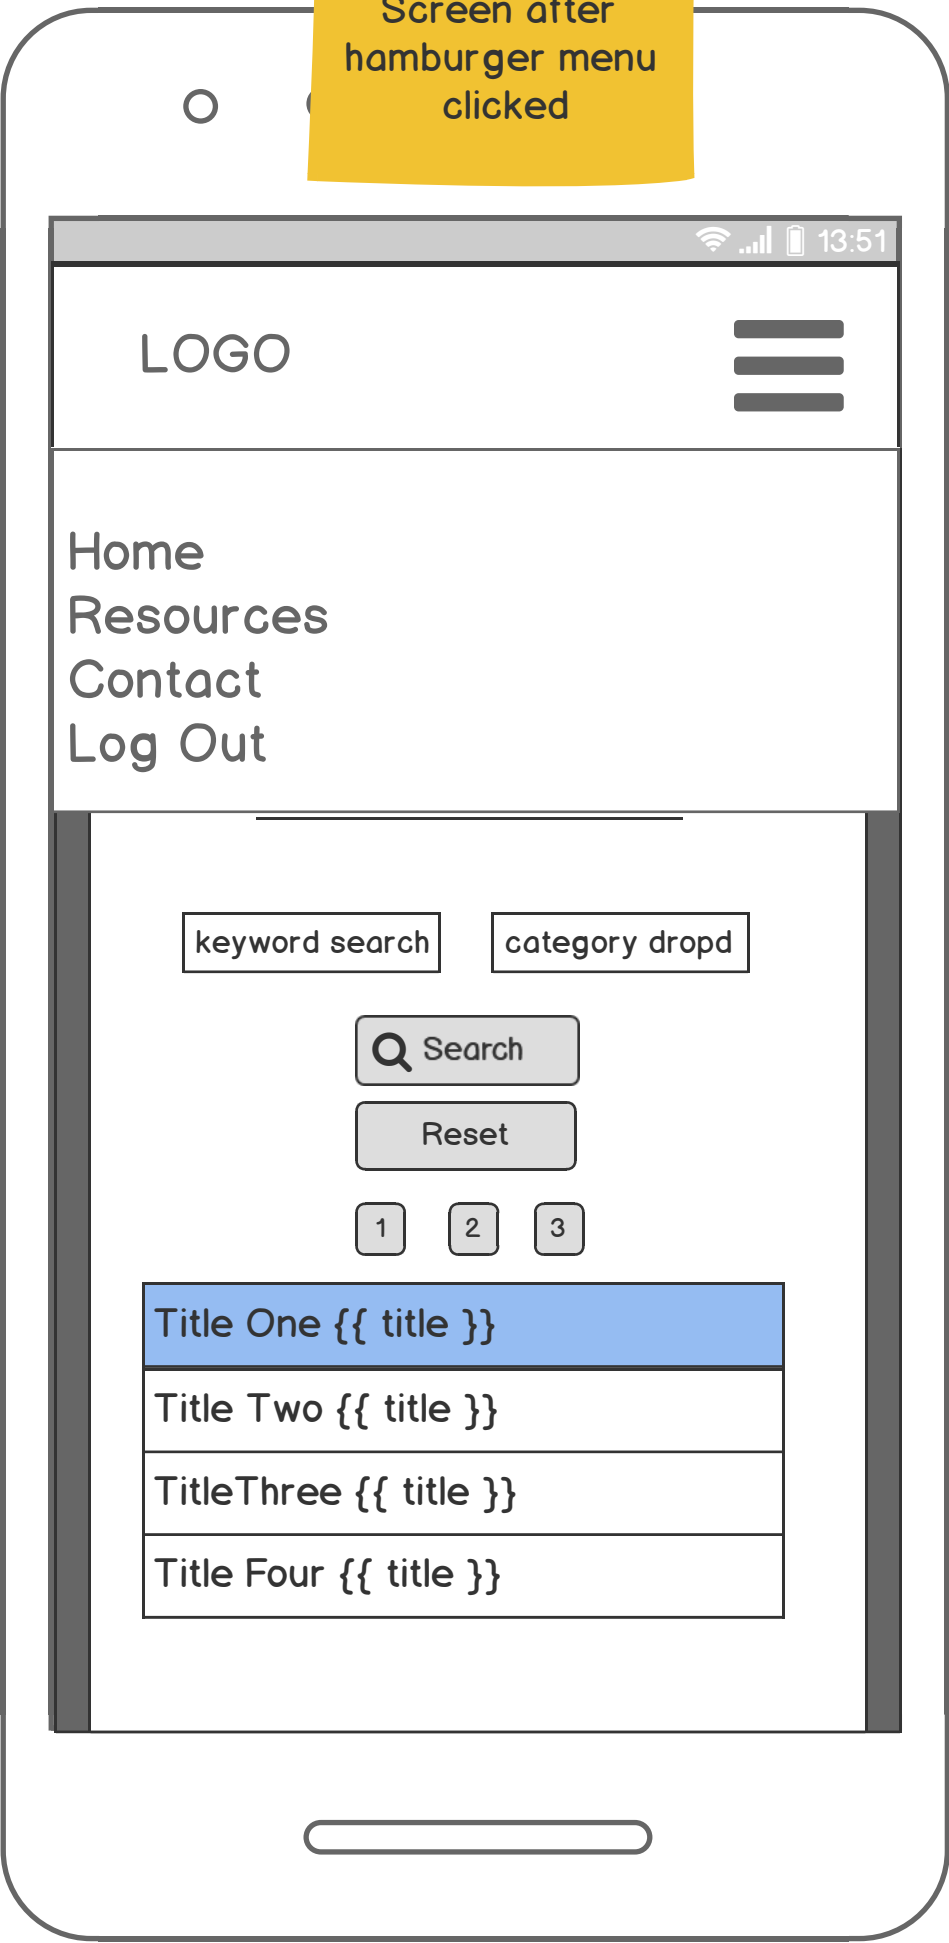 Screen after
hamburger menu
clicked
13:51
LOGO
Home
Resources
Contact
Log Out
keyword search
category dropd
Search
Reset
1 2 3
Title One {{ title }}
Title Two {{ title }}
TitleThree {{ title }}
Title Four {{ title }}